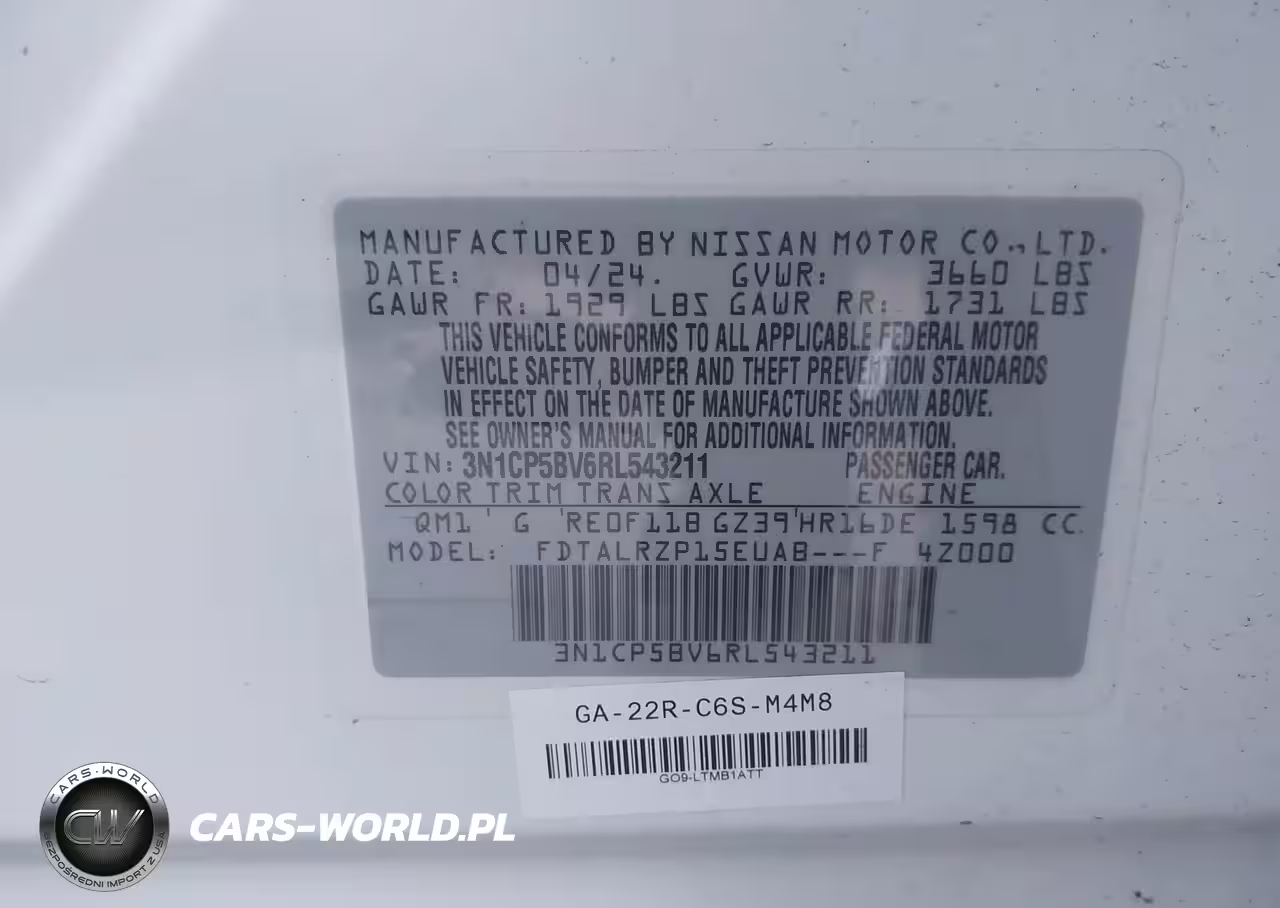 MANUFACTURED BY NISSAN MOTOR CO., LTD.
DATE: 04/24. GVWR: 3660 LBS
GAWR FR: 1929 LBS GAWR RR: 1731 LBS
THIS VEHICLE CONFORMS TO ALL APPLICABLE FEDERAL MOTOR
VEHICLE SAFETY, BUMPER AND THEFT PREVENTION STANDARDS
IN EFFECT ON THE DATE OF MANUFACTURE SHOWN ABOVE.
SEE OWNER'S MANUAL FOR ADDITIONAL INFORMATION.
VIN: 3N1CP5BV6RL543211 PASSENGER CAR.
COLOR TRIM TRANS AXLE ENGINE
QM1 ' G 'RE0F11B GZ39'HR16DE 1598 CC.
MODEL: FDTALRZP15EUAB---F 4Z000
3N1CP5BV6RL543211
GA-22R-C6S-M4M8
GO9-LTMB1ATT
CARS-WORLD
CW
BEZPOŚREDNI IMPORT Z USA
CARS-WORLD.PL